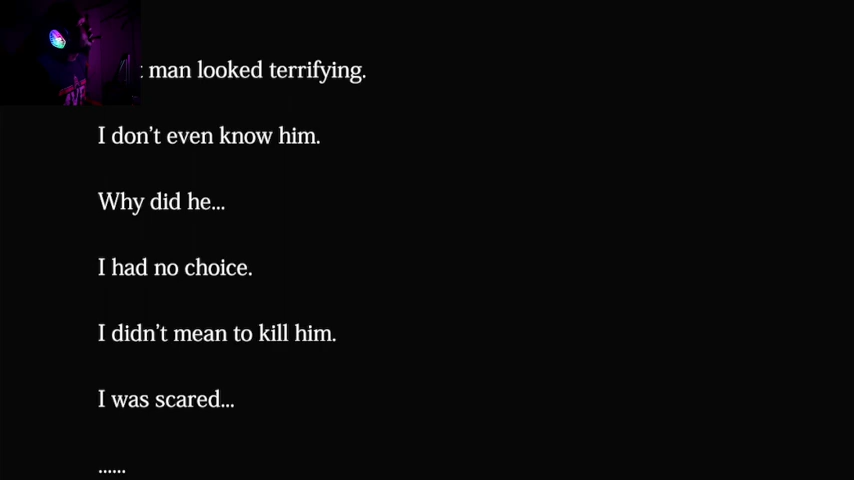 man looked terrifying.
I don't even know him.
Why did he...
I had no choice.
I didn't mean to kill him.
I was scared...
......